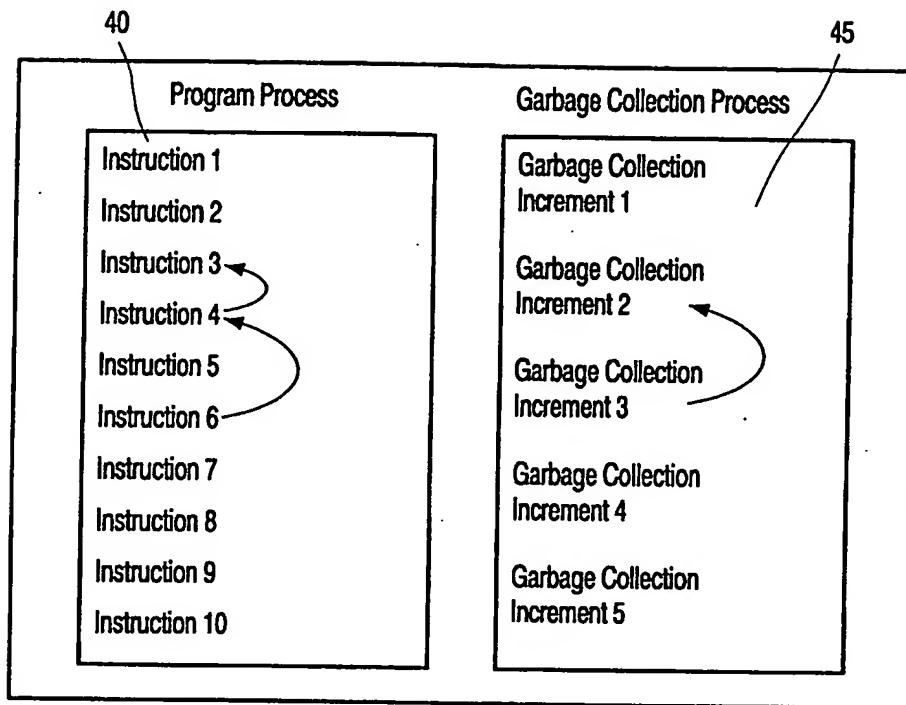 40
45
Program Process
Garbage Collection Process
Instruction 1
Instruction 2
Instruction 3
Instruction 4
Instruction 5
Instruction 6
Instruction 7
Instruction 8
Instruction 9
Instruction 10
Garbage Collection
Increment 1
Garbage Collection
Increment 2
Garbage Collection
Increment 3
Garbage Collection
Increment 4
Garbage Collection
Increment 5